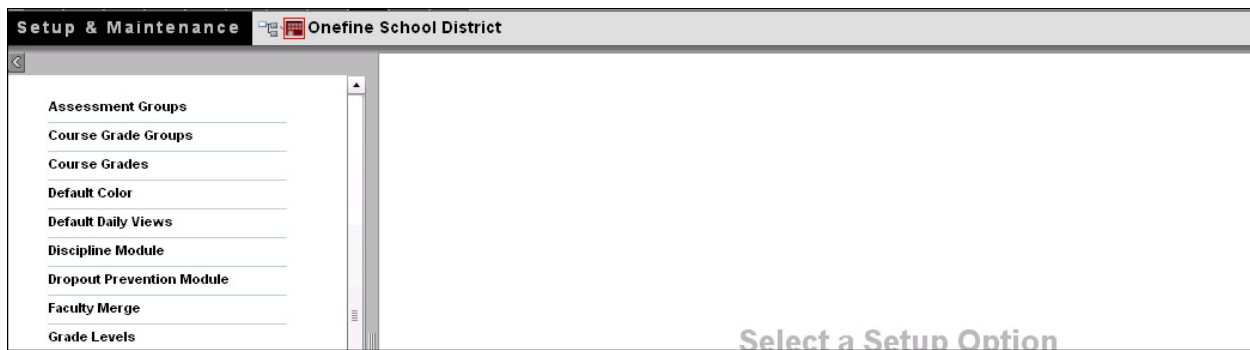 Setup & Maintenance Onefine School District
Assessment Groups
Course Grade Groups
Course Grades
Default Color
Default Daily Views
Discipline Module
Dropout Prevention Module
Faculty Merge
Grade Levels
Select a Setup Option